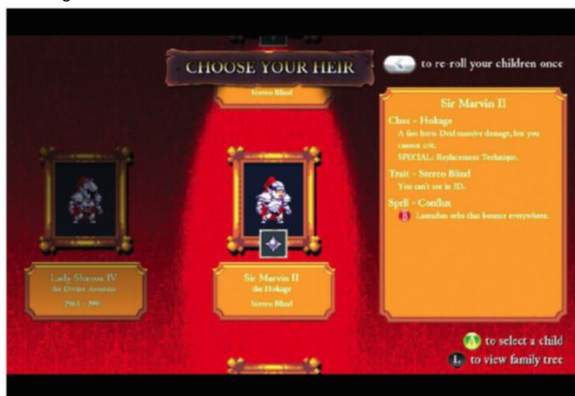 CHOOSE YOUR HEIR
to re-roll your children once
Stereo Blind
Sir Marvin II
Class - Hokage
A fast hero. Deal massive damage, but you
cannot crit.
SPECIAL: Replacement Technique.
Trait - Stereo Blind
You can't see in 3D.
Spell - Conflux
Launches orbs that bounce everywhere.
Lady
IV
the
Sir Marvin II
the Hokage
Stereo Blind
A to select a child
L to view family tree